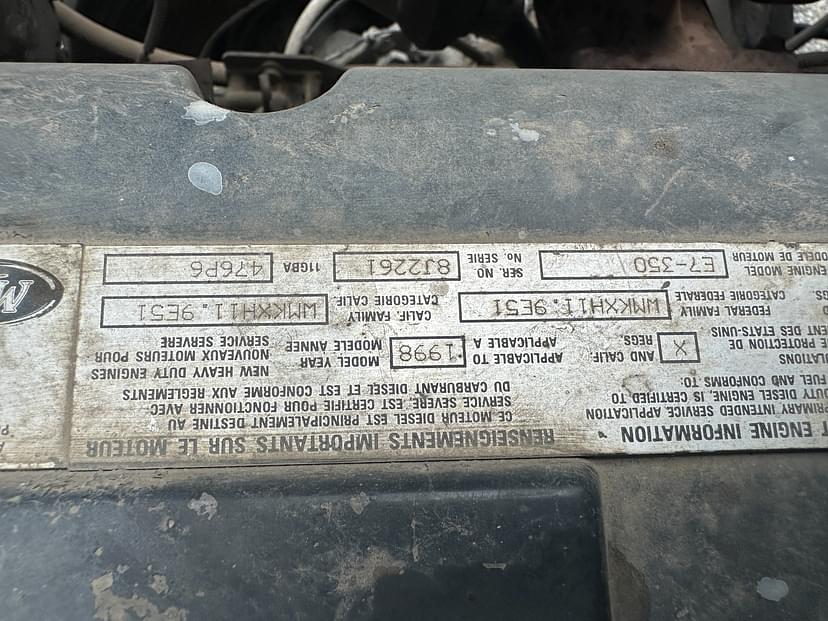 T ENGINE INFORMATION
PRIMARY INTENDED SERVICE APPLICATION
DUTY DIESEL, ENGINE IS CERTIFIED TO
FUEL AND CONFORMS TO:
RENSEIGNEMENTS IMPORTANTS SUR LE MOTEUR
CE MOTEUR DIESEL EST PRINCIPALEMENT DESTINE AU
SERVICE SEVERE, EST CERTIFIE POUR FONCTIONNER AVEC
DU CARBURANT DIESEL ET EST CONFORME AUX REGLEMENTS
LATIONS
E PROTECTION DE
ENT DES ETATS-UNIS
X
AND CALIF.
REGS.
APPLICABLE TO
APPLICABLE A
1998
MODEL YEAR
MODELE ANNEE
NEW HEAVY DUTY ENGINES
NOUVEAUX MOTEURS POUR
SERVICE SERVERE
FEDERAL FAMILY
CATEGORIE FEDERALE
WMKXH11.9E51
CALIF. FAMILY
CATEGORIE CALIF.
WMKXH11.9E51
ENGINE MODEL
ODELE DE MOTEUR
E7-350
SER. NO.
No. SERIE
8J2261
11GBA
476P6